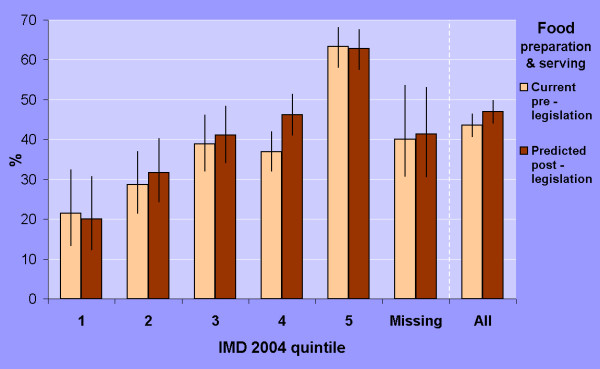 Food
preparation
& serving
Current
pre -
legislation
Predicted
post -
legislation
70
60
50
40
30
20
10
0
%
1 2 3 4 5 Missing All
IMD 2004 quintile